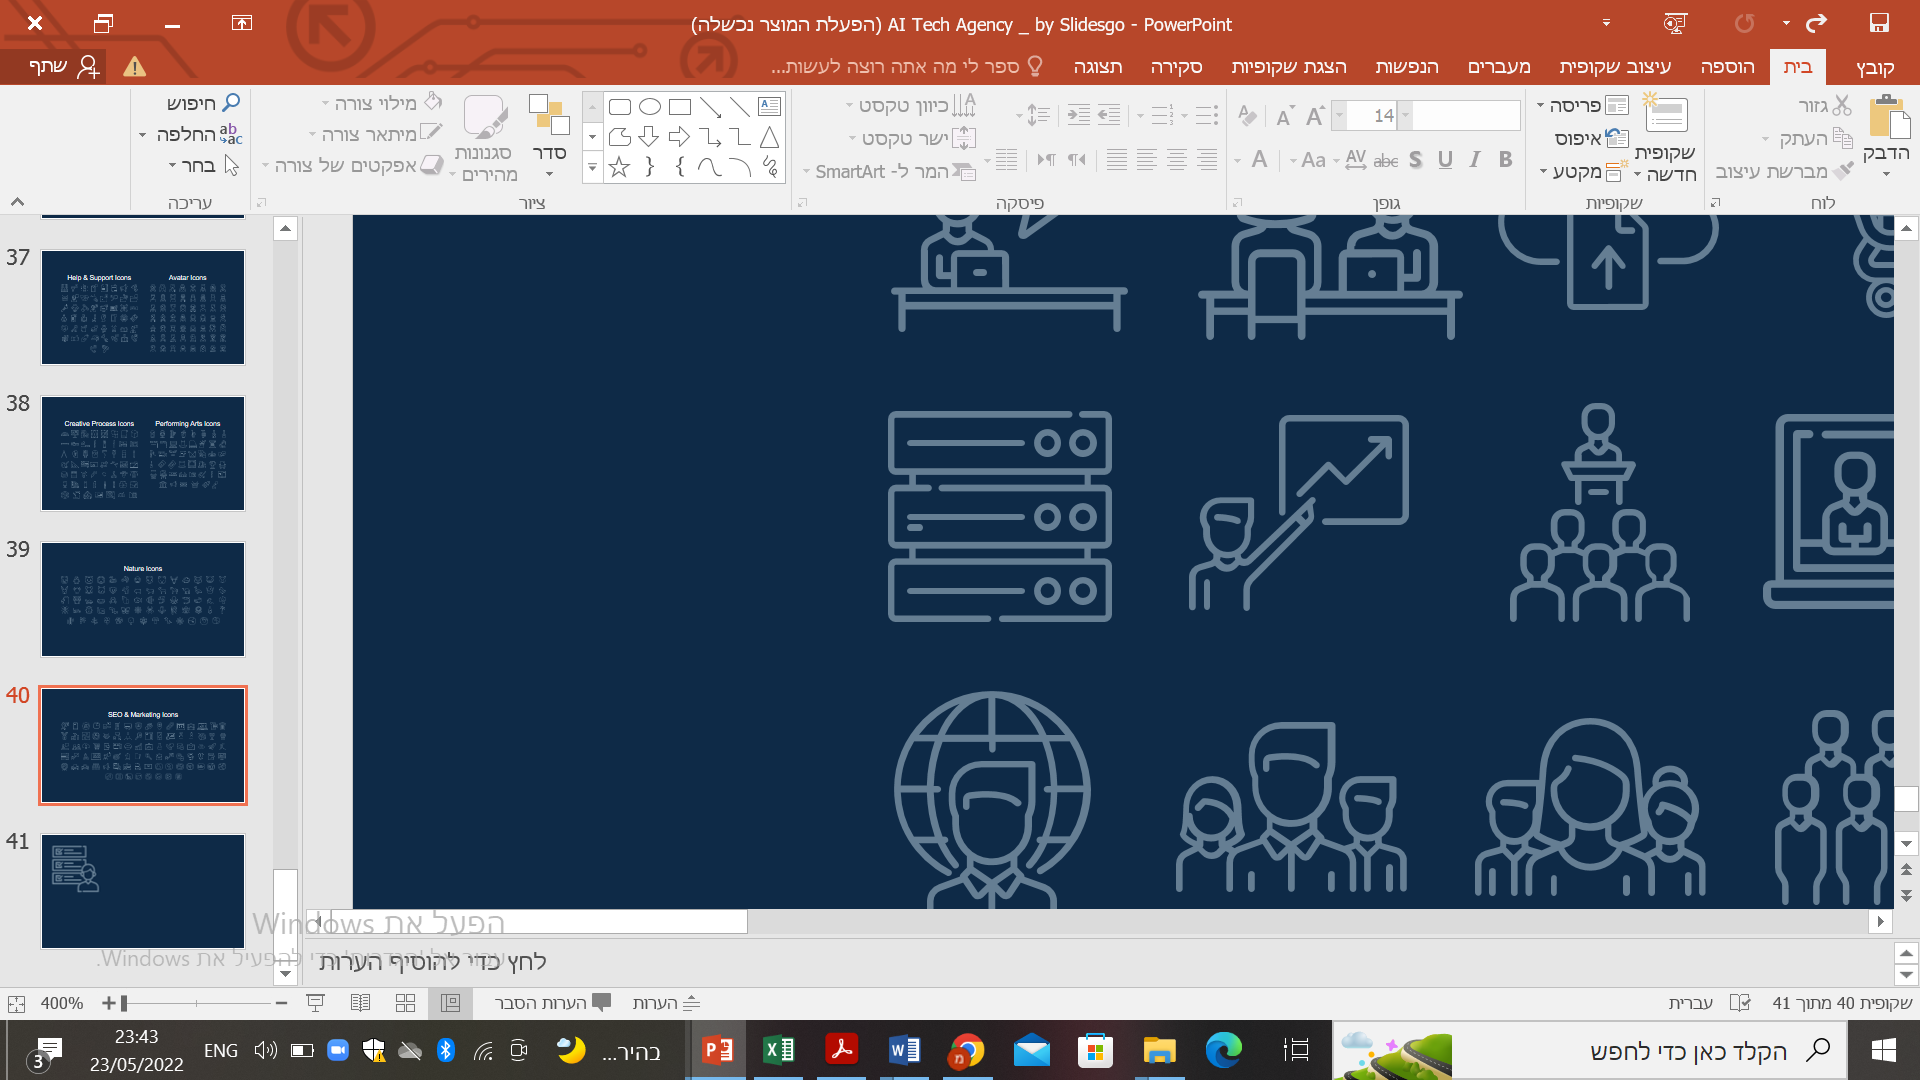 AI Tech Agency _ by Slidesgo - PowerPoint (הפעלת המוצר נכשלה)
קובץ
בית
הוספה
עיצוב שקופית
מעברים
הנפשות
הצגת שקופיות
סקירה
תצוגה
ספר לי מה אתה רוצה לעשות...
שתף
הדבק
גזור
העתק
מברשת עיצוב
לוח
שקופית
חדשה
פריסה
איפוס
מקטע
שקופיות
14
גופן
כיוון טקסט
ישר טקסט
המר ל- SmartArt
פיסקה
סדר
סגנונות
מהירים
מילוי צורה
מיתאר צורה
אפקטים של צורה
ציור
חיפוש
החלפה
בחר
עריכה
37
Help & Support Icons
Avatar Icons
38
Creative Process Icons
Performing Arts Icons
39
Nature Icons
40
SEO & Marketing Icons
41
הפעל את Windows
כדי להפעיל את Windows.
לחץ כדי להוסיף הערות
שקופית 40 מתוך 41
עברית
הערות
הערות הסבר
400%
הקלד כאן כדי לחפש
בהיר...
ENG
23:43
23/05/2022
3